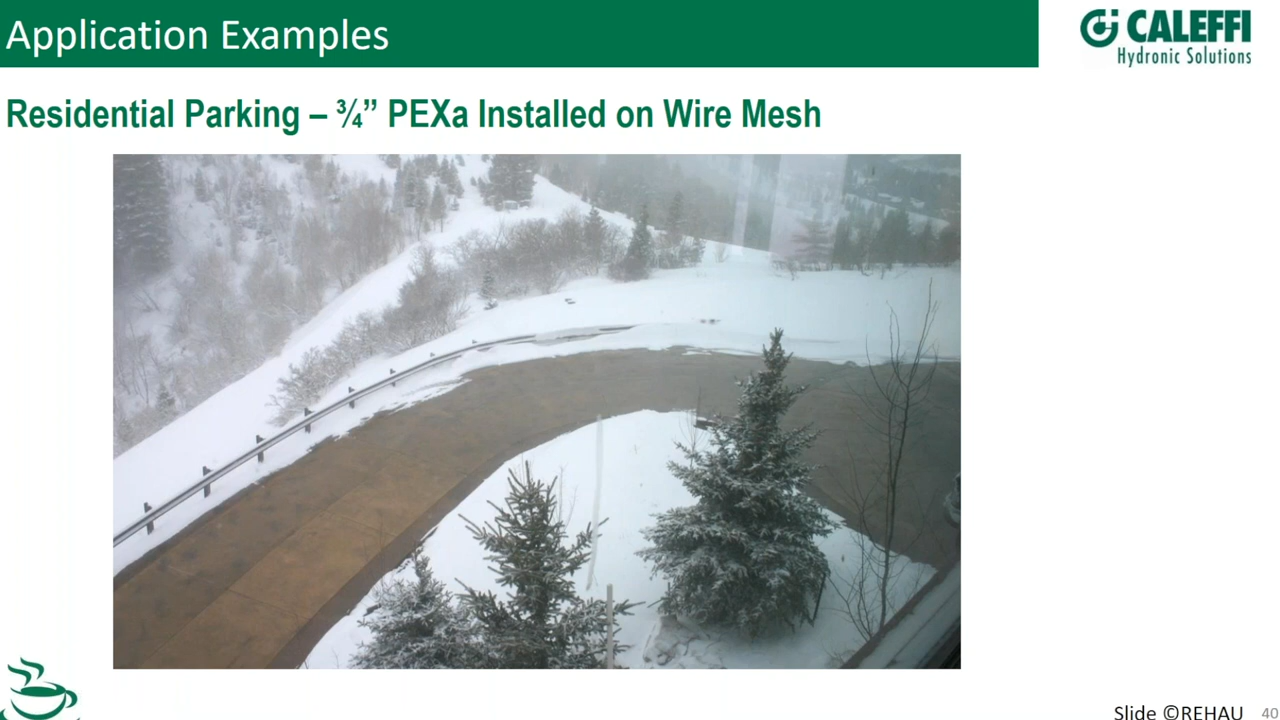 Application Examples
CALEFFI
Hydronic Solutions
Residential Parking – ¾” PEXa Installed on Wire Mesh
Slide ©REHAU 40